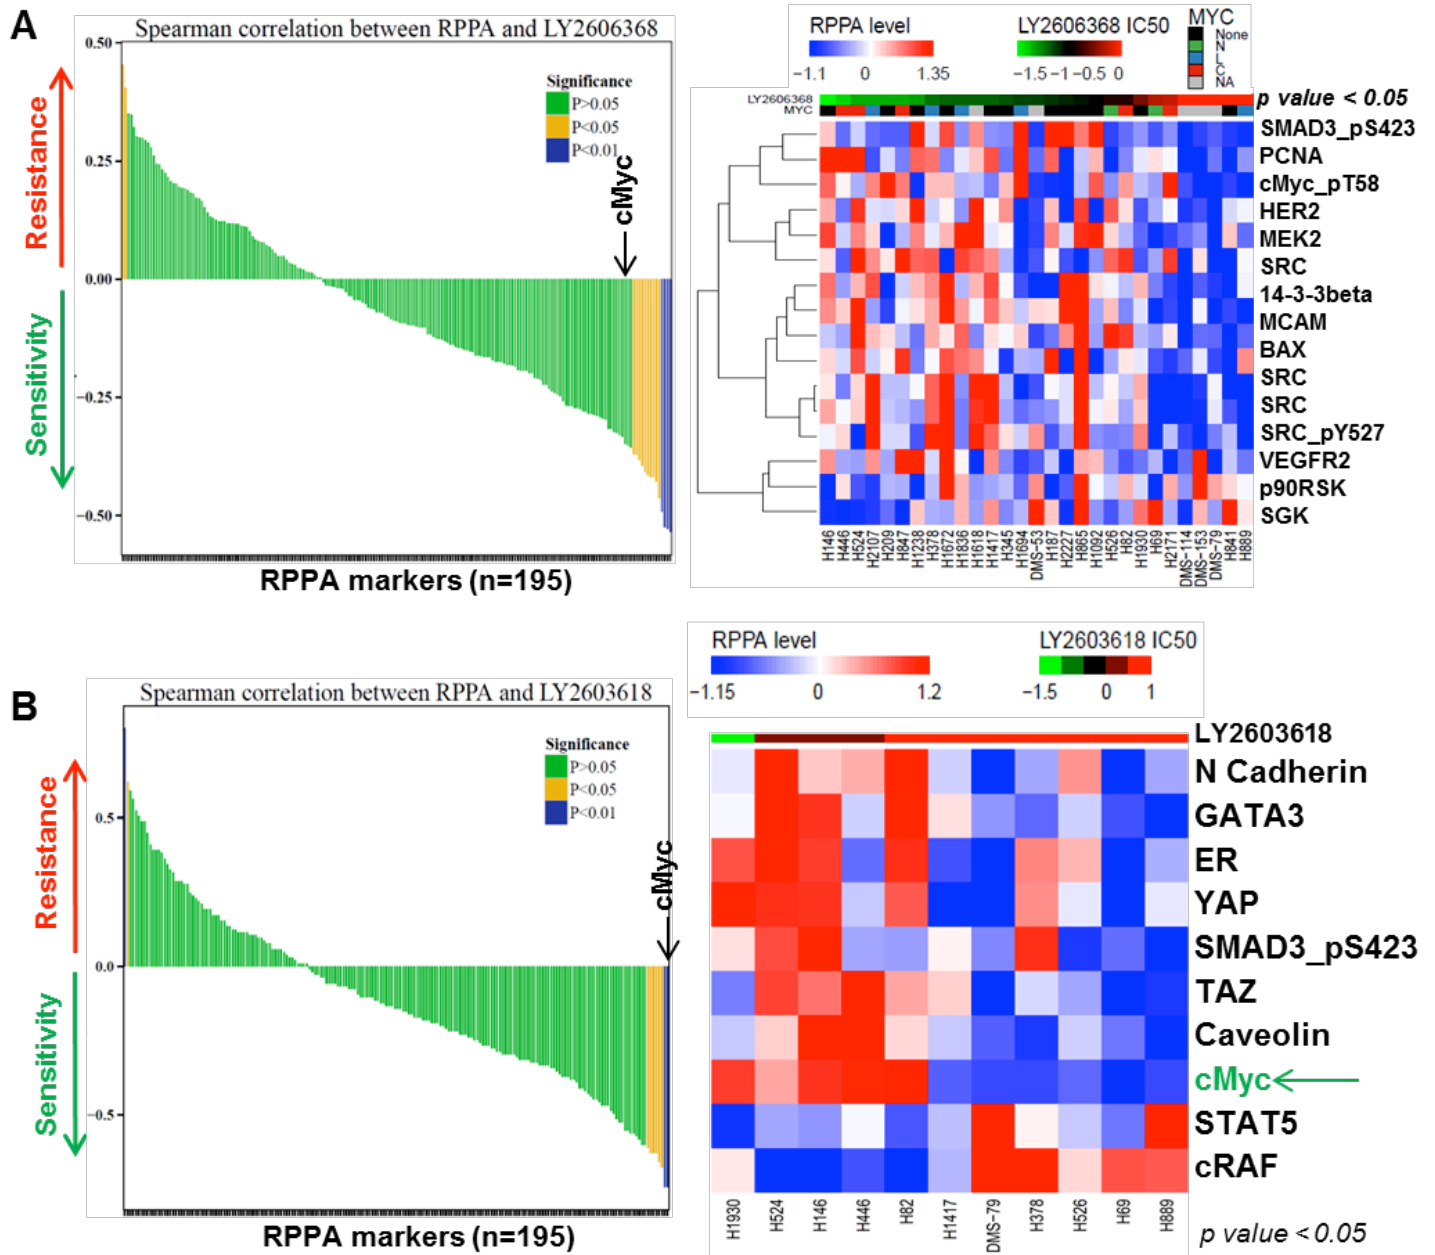 A
Spearman correlation between RPPA and LY2606368
0.50
0.25
0.00
−0.25
−0.50
Resistance
Sensitivity
Significance
P>0.05
P<0.05
P<0.01
cMyc
RPPA markers (n=195)
RPPA level
−1.1 0 1.35
LY2606368 IC50
−1.5 −1 −0.5 0
MYC
None
N
L
C
NA
LY2606368
MYC
p value < 0.05
SMAD3_pS423
PCNA
cMyc_pT58
HER2
MEK2
SRC
14-3-3beta
MCAM
BAX
SRC
SRC
SRC_pY527
VEGFR2
p90RSK
SGK
H146
H446
H524
H2107
H209
H847
H1238
H378
H1672
H1836
H1618
H1417
H345
H1694
DMS-53
H187
H2227
H865
H1092
H526
H82
H1930
H69
H2171
DMS-114
DMS-153
DMS-79
H841
H889
B
Spearman correlation between RPPA and LY2603618
0.5
0.0
−0.5
Resistance
Sensitivity
Significance
P>0.05
P<0.05
P<0.01
cMyc
RPPA markers (n=195)
RPPA level
−1.15 0 1.2
LY2603618 IC50
−1.5 0 1
LY2603618
N Cadherin
GATA3
ER
YAP
SMAD3_pS423
TAZ
Caveolin
cMyc
STAT5
cRAF
H1930
H524
H146
H446
H82
H1417
DMS-79
H378
H526
H69
H889
p value <0.05